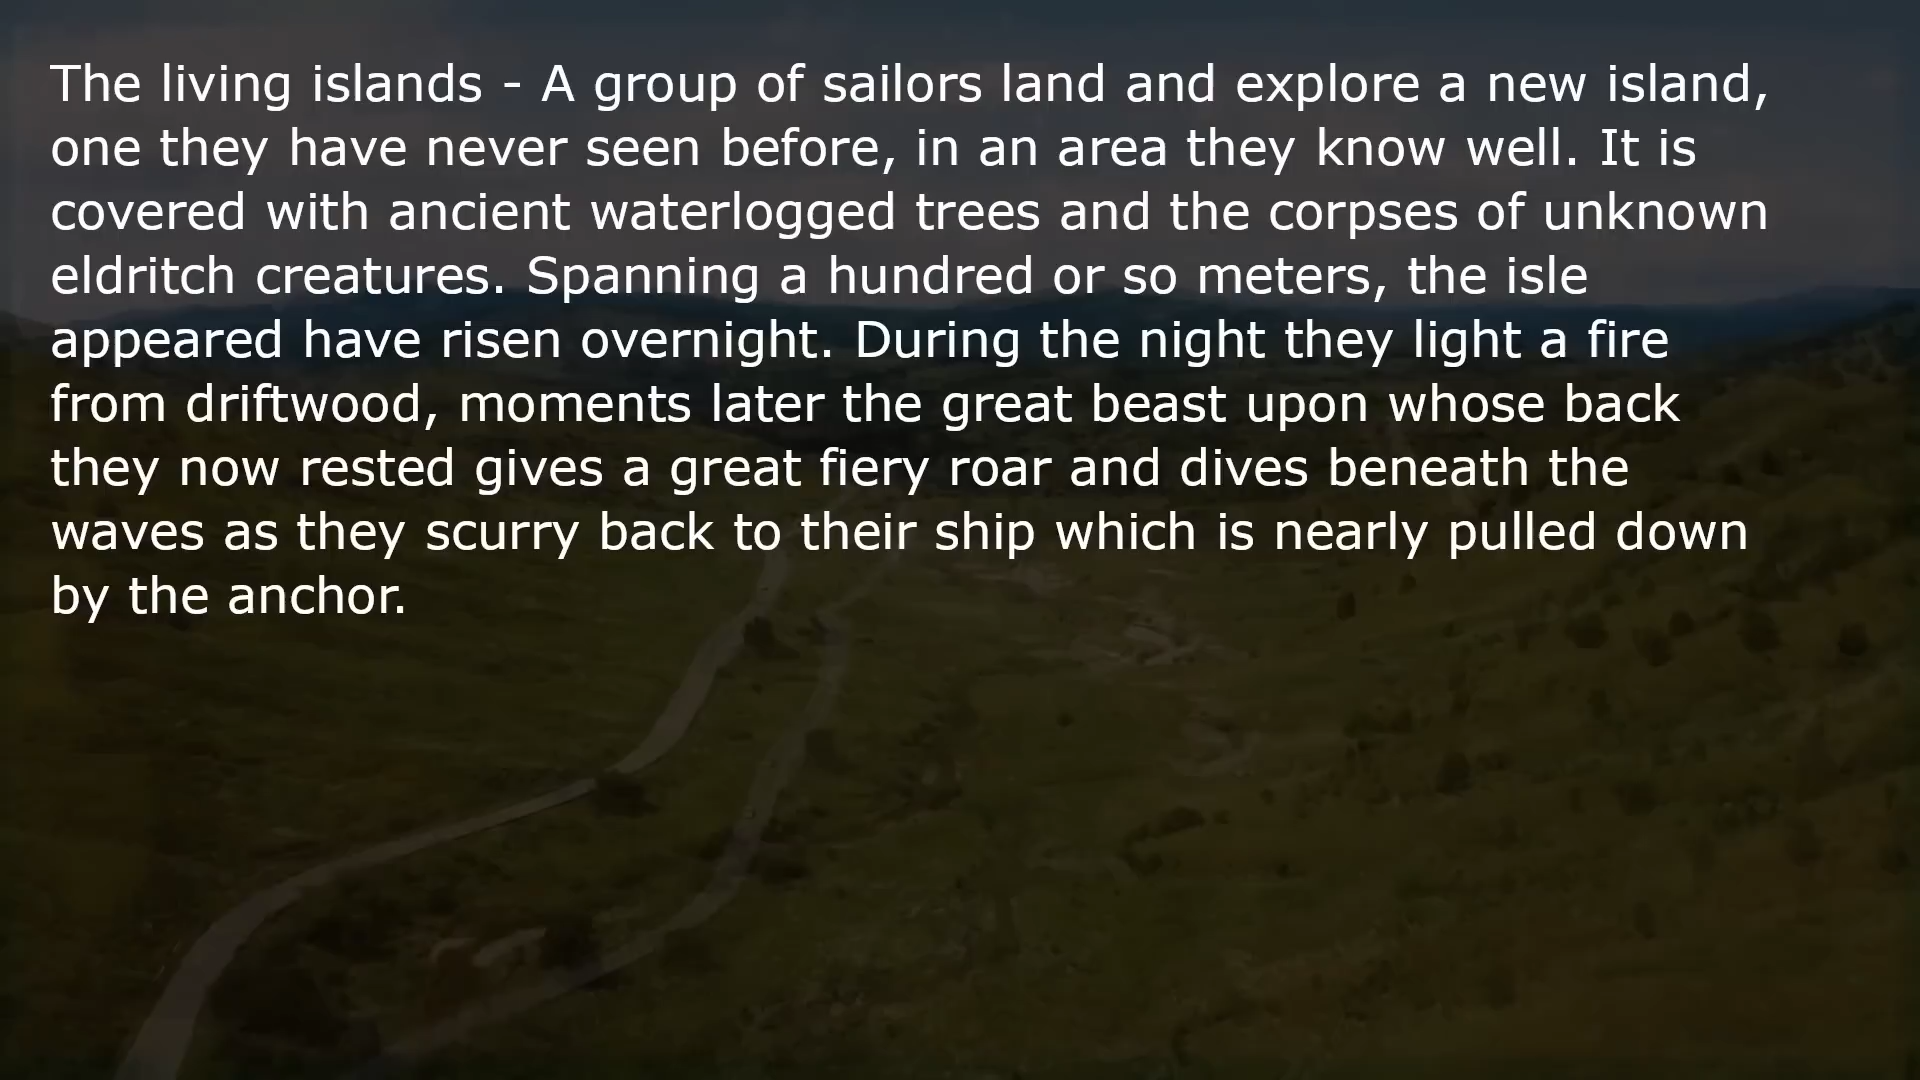 The living islands - A group of sailors land and explore a new island,
one they have never seen before, in an area they know well. It is
covered with ancient waterlogged trees and the corpses of unknown
eldritch creatures. Spanning a hundred or so meters, the isle
appeared have risen overnight. During the night they light a fire
from driftwood, moments later the great beast upon whose back
they now rested gives a great fiery roar and dives beneath the
waves as they scurry back to their ship which is nearly pulled down
by the anchor.